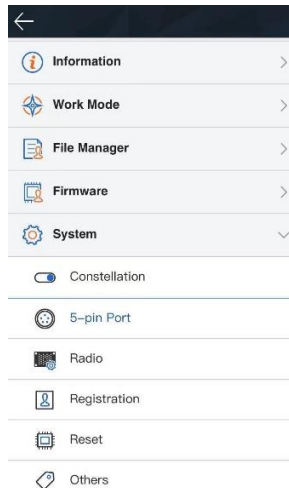 Information
Work Mode
File Manager
Firmware
System
Constellation
5-pin Port
Radio
Registration
Reset
Others